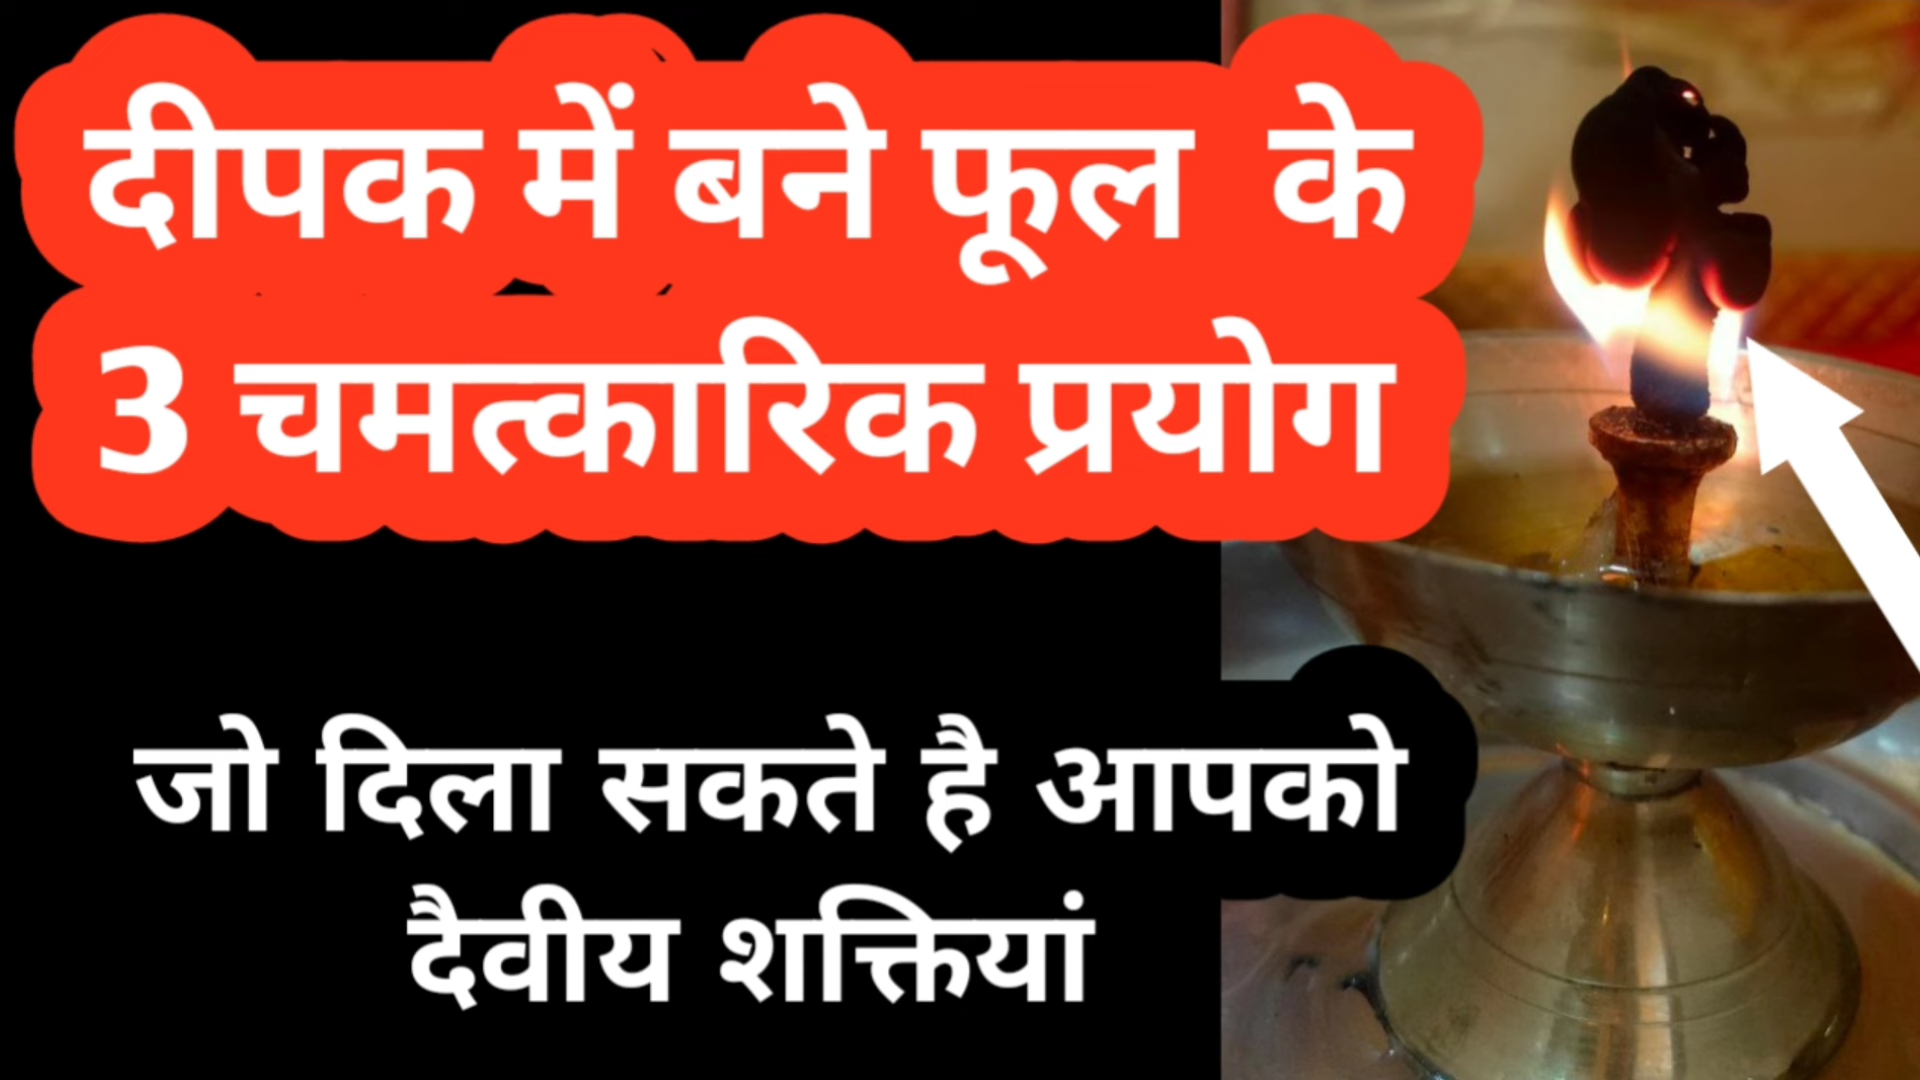 दीपक में बने फूल के
3 चमत्कारिक प्रयोग
जो दिला सकते है आपको
दैवीय शक्तियां